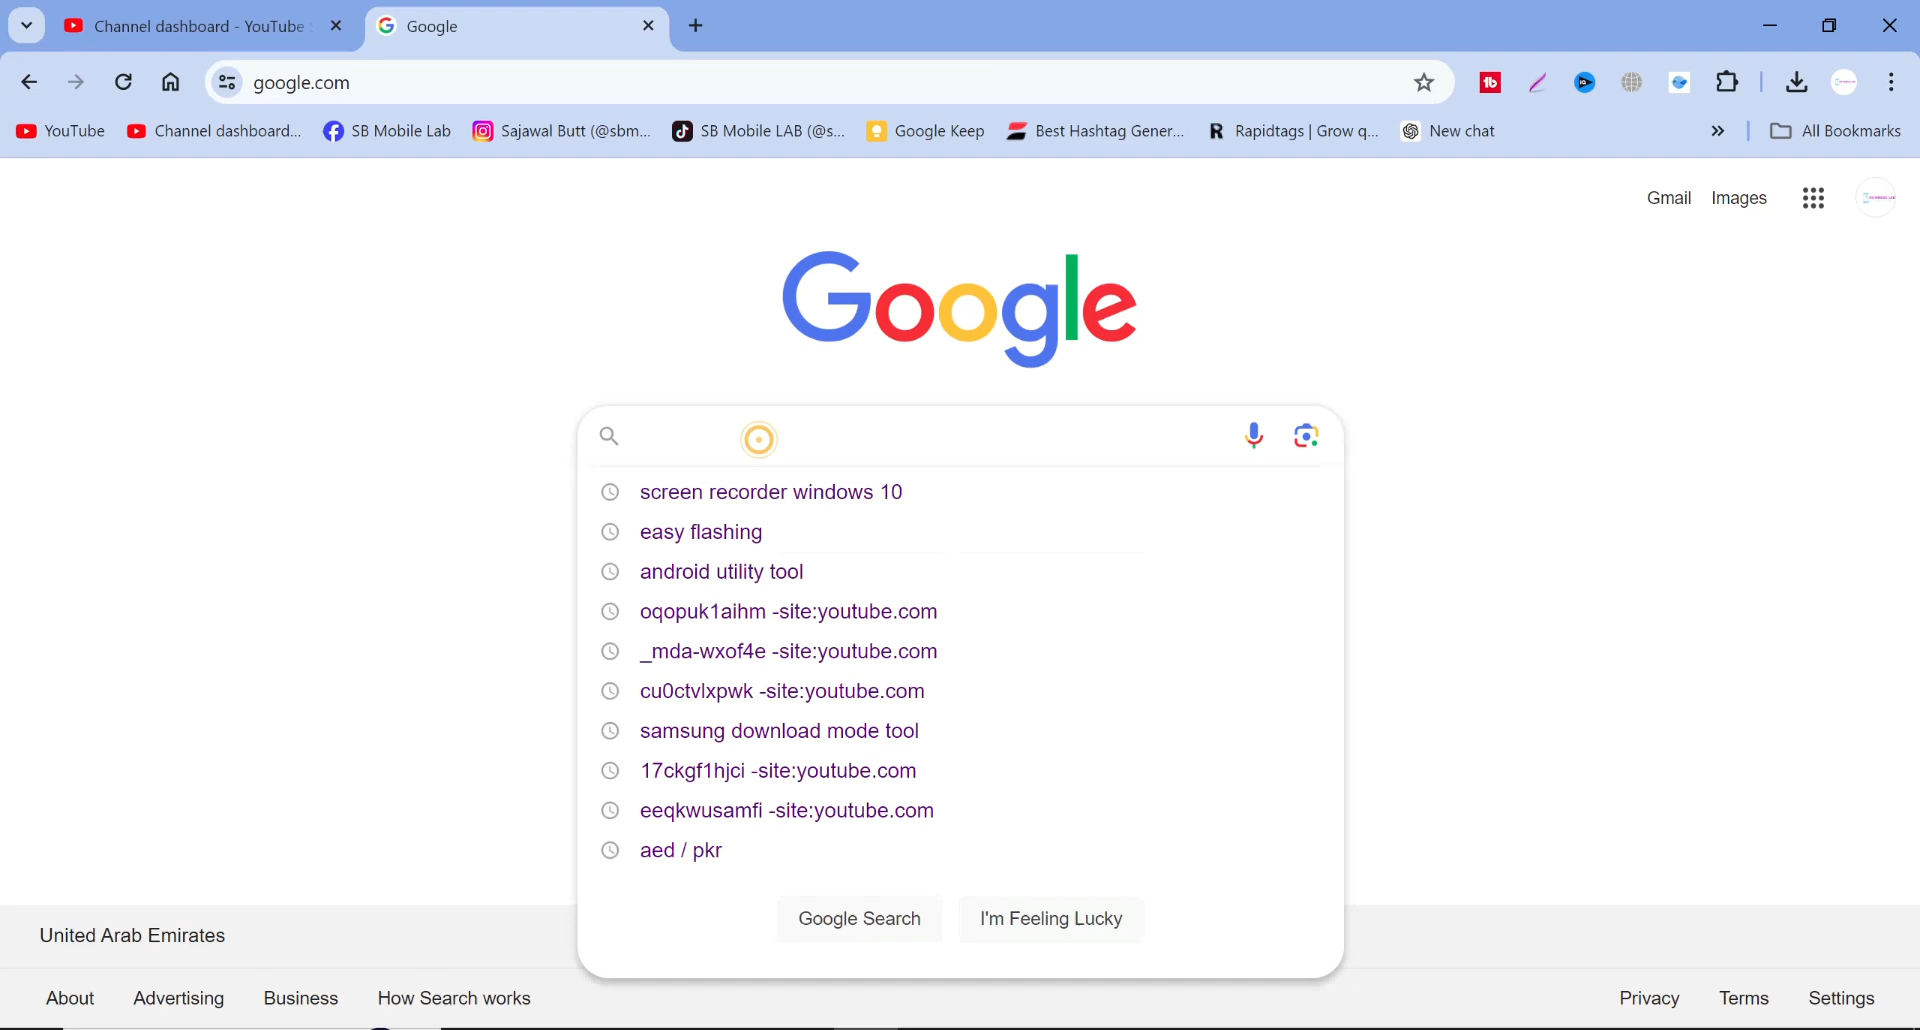 Channel dashboard - YouTube
Google
google.com
YouTube
Channel dashboard...
SB Mobile Lab
Sajawal Butt (@sbm...
SB Mobile LAB (@s...
Google Keep
Best Hashtag Gener...
Rapidtags | Grow q...
New chat
All Bookmarks
Gmail
Images
Google
screen recorder windows 10
easy flashing
android utility tool
oqopuk1aihm -site:youtube.com
_mda-wxof4e -site:youtube.com
cu0ctvlxpwk -site:youtube.com
samsung download mode tool
17ckgf1hjci -site:youtube.com
eeqkwusamfi -site:youtube.com
aed / pkr
Google Search
I'm Feeling Lucky
United Arab Emirates
About
Advertising
Business
How Search works
Privacy
Terms
Settings